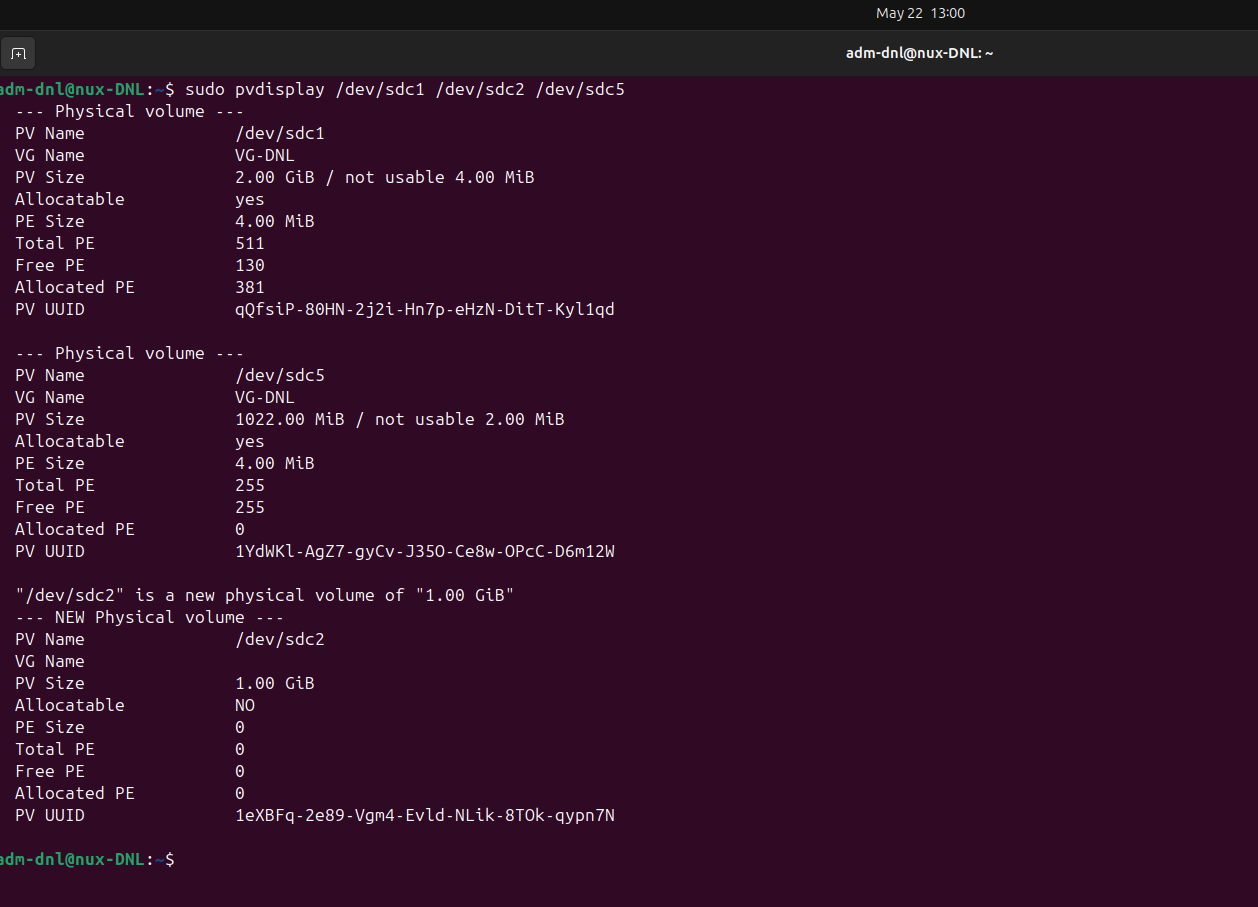 May 22 13:00
adm-dnl@nux-DNL: ~
adm-dnl@nux-DNL:~$ sudo pvdisplay /dev/sdc1 /dev/sdc2 /dev/sdc5
--- Physical volume ---
PV Name /dev/sdc1
VG Name VG-DNL
PV Size 2.00 GiB / not usable 4.00 MiB
Allocatable yes
PE Size 4.00 MiB
Total PE 511
Free PE 130
Allocated PE 381
PV UUID qQfsiP-80HN-2j2i-Hn7p-eHzN-DitT-Kyl1qd
--- Physical volume ---
PV Name /dev/sdc5
VG Name VG-DNL
PV Size 1022.00 MiB / not usable 2.00 MiB
Allocatable yes
PE Size 4.00 MiB
Total PE 255
Free PE 255
Allocated PE 0
PV UUID 1YdWKl-AgZ7-gyCv-J35O-Ce8w-OPcC-D6m12W
"/dev/sdc2" is a new physical volume of "1.00 GiB"
--- NEW Physical volume ---
PV Name /dev/sdc2
VG Name
PV Size 1.00 GiB
Allocatable NO
PE Size 0
Total PE 0
Free PE 0
Allocated PE 0
PV UUID 1eXBFq-2e89-Vgm4-Evld-NLik-8TOk-qypn7N
adm-dnl@nux-DNL:~$